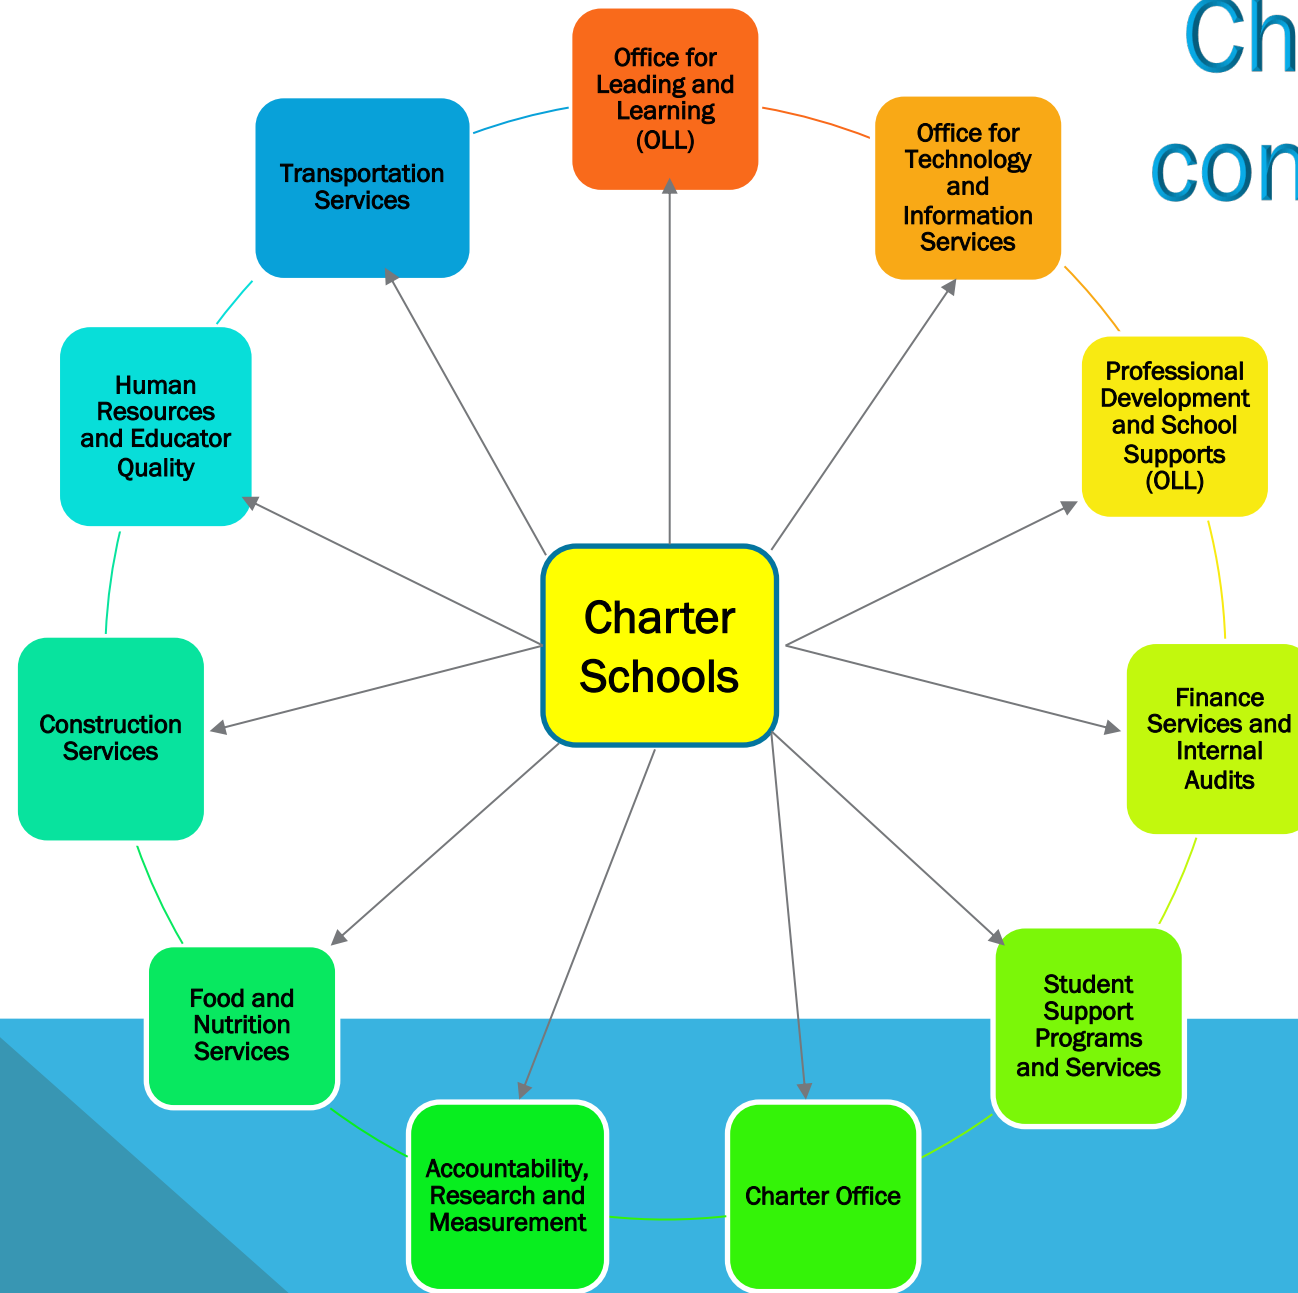 Ch
con
Office for
Leading and
Learning
(OLL)
Office for
Technology
and
Information
Services
Professional
Development
and School
Supports
(OLL)
Finance
Services and
Internal
Audits
Student
Support
Programs
and Services
Charter Office
Accountability,
Research and
Measurement
Food and
Nutrition
Services
Construction
Services
Human
Resources
and Educator
Quality
Transportation
Services
Charter
Schools